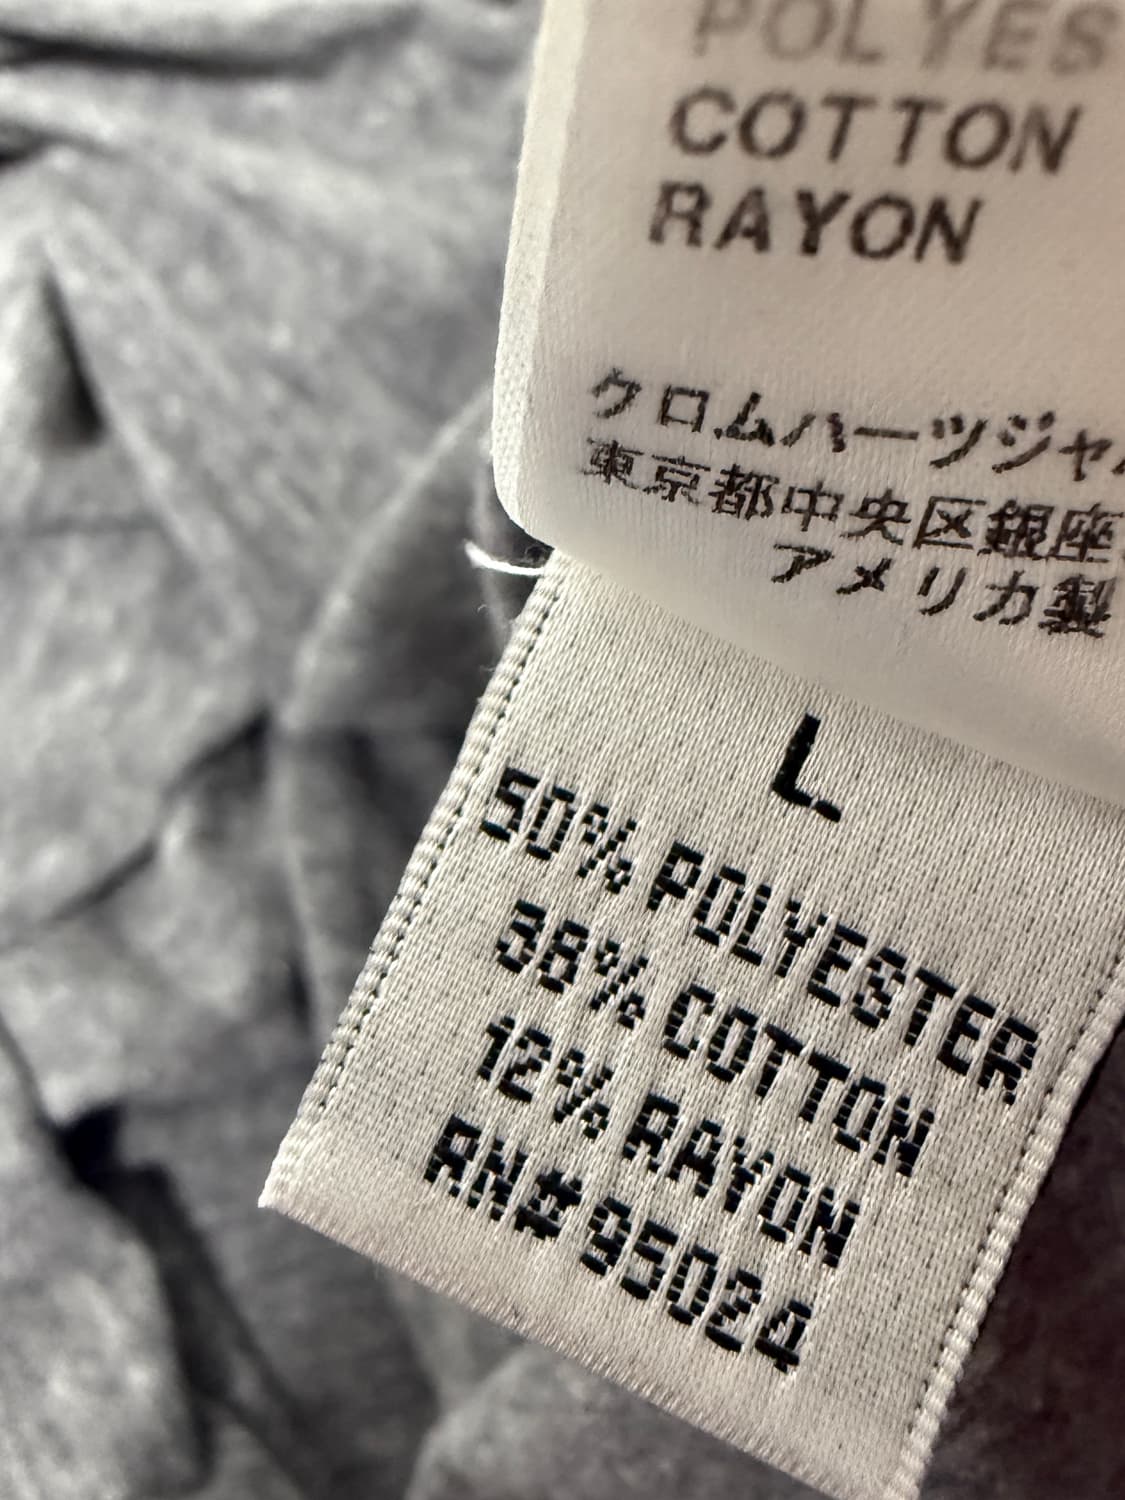 POLYES
COTTON
RAYON
クロムハーツジャ
東京都中央区銀座
アメリカ製
L
50% POLYESTER
38% COTTON
12% RAYON
RN#95024